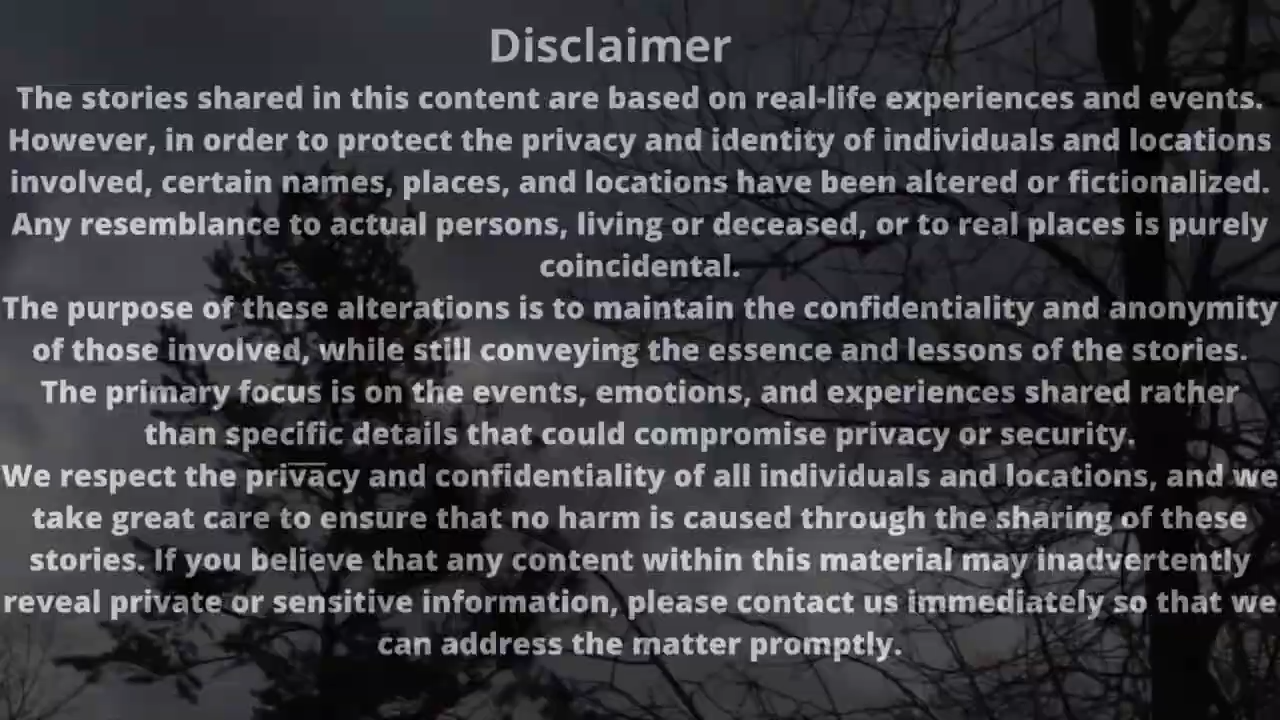 Disclaimer
The stories shared in this content are based on real-life experiences and events.
However, in order to protect the privacy and identity of individuals and locations
involved, certain names, places, and locations have been altered or fictionalized.
Any resemblance to actual persons, living or deceased, or to real places is purely
coincidental.
The purpose of these alterations is to maintain the confidentiality and anonymity
of those involved, while still conveying the essence and lessons of the stories.
The primary focus is on the events, emotions, and experiences shared rather
than specific details that could compromise privacy or security.
We respect the privacy and confidentiality of all individuals and locations, and we
take great care to ensure that no harm is caused through the sharing of these
stories. If you believe that any content within this material may inadvertently
reveal private or sensitive information, please contact us immediately so that we
can address the matter promptly.